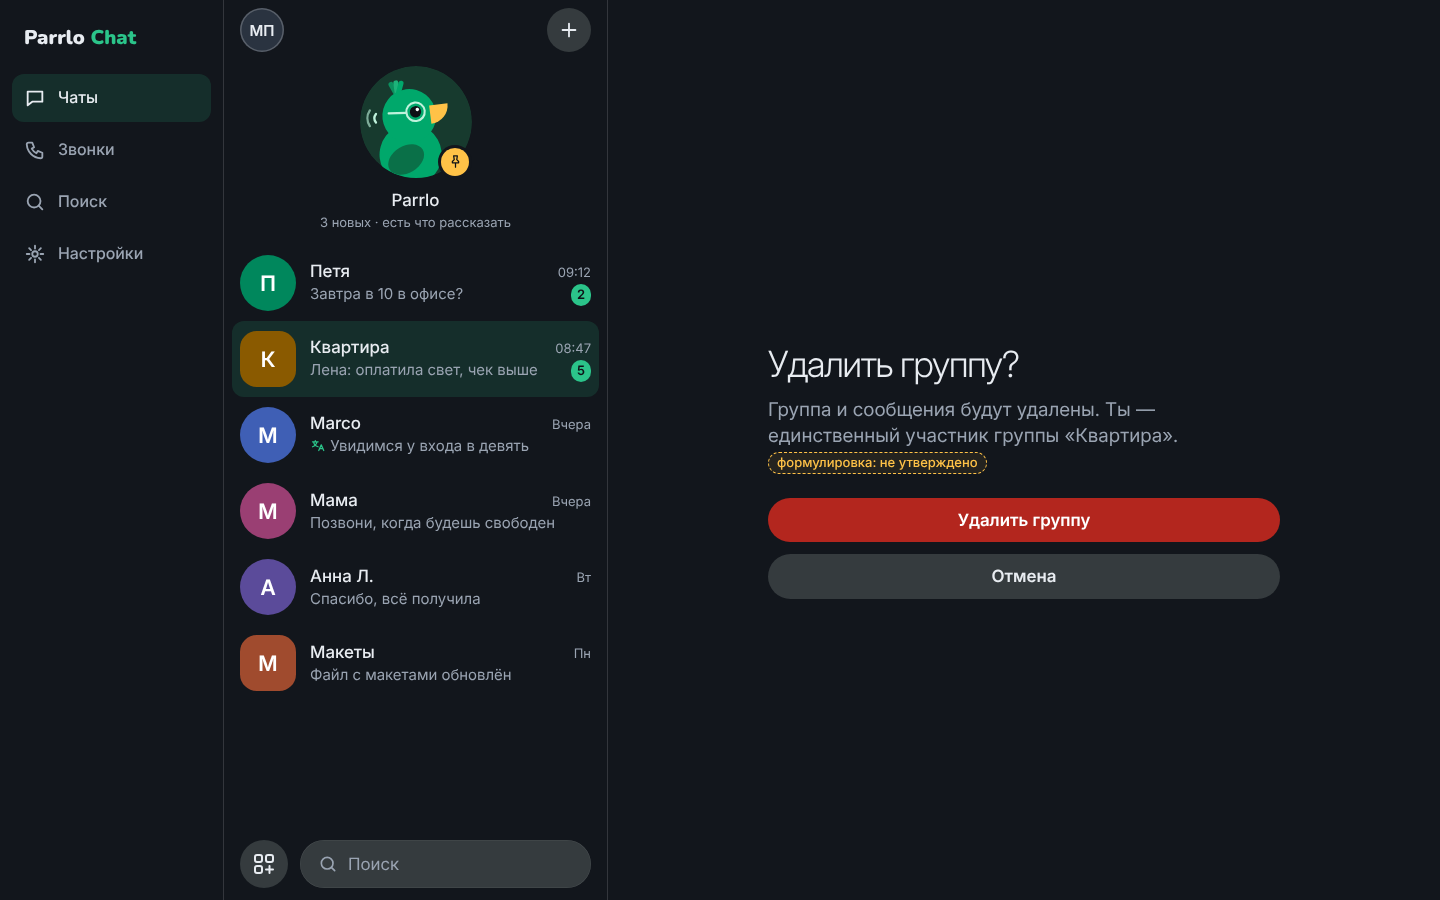 Parrlo Chat
Чаты
Звонки
Поиск
Настройки
МП
Parrlo
3 новых · есть что рассказать
П
Петя
09:12
Завтра в 10 в офисе?
2
К
Квартира
08:47
Лена: оплатила свет, чек выше
5
M
Marco
Вчера
Увидимся у входа в девять
М
Мама
Вчера
Позвони, когда будешь свободен
А
Анна Л.
Вт
Спасибо, всё получила
М
Макеты
Пн
Файл с макетами обновлён
Поиск
Удалить группу?
Группа и сообщения будут удалены. Ты —
единственный участник группы «Квартира».
формулировка: не утверждено
Удалить группу
Отмена